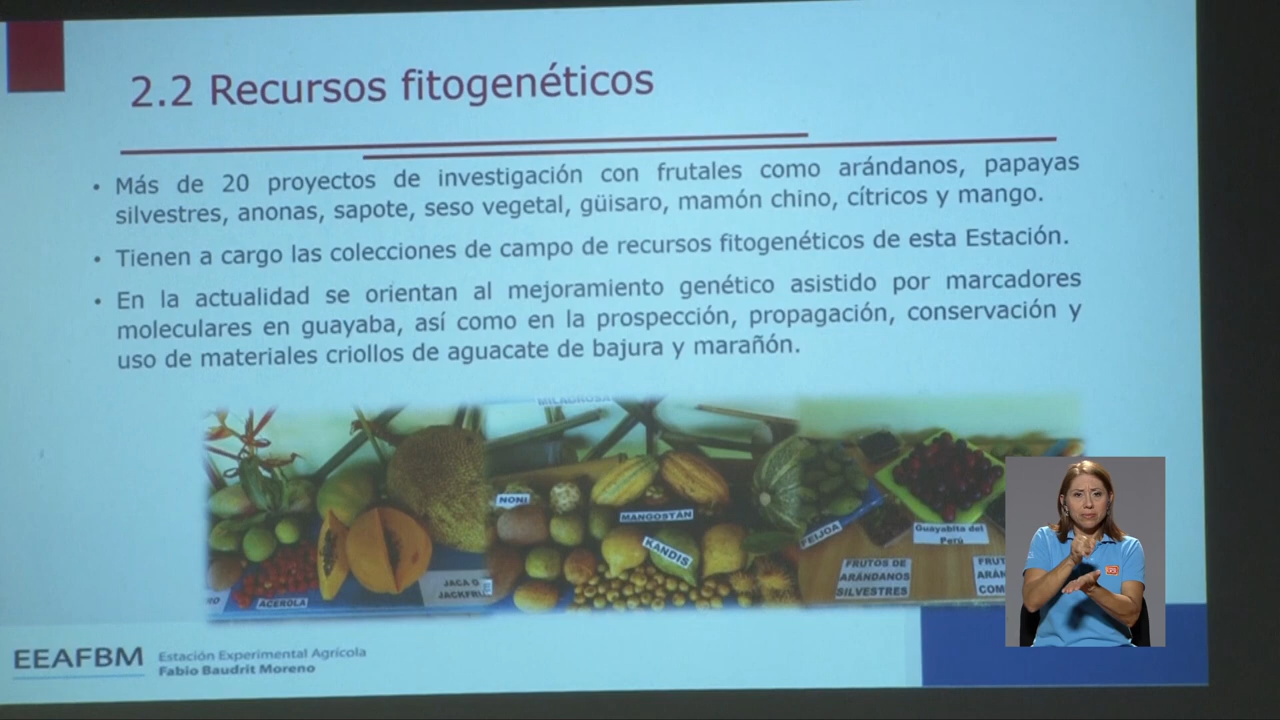 2.2 Recursos fitogenéticos
• Más de 20 proyectos de investigación con frutales como arándanos, papayas
silvestres, anonas, sapote, seso vegetal, güisaro, mamón chino, cítricos y mango.
• Tienen a cargo las colecciones de campo de recursos fitogenéticos de esta Estación.
• En la actualidad se orientan al mejoramiento genético asistido por marcadores
moleculares en guayaba, así como en la prospección, propagación, conservación y
uso de materiales criollos de aguacate de bajura y marañón.
MILAGROSA
NONI
MANGOSTÁN
KANDIS
FEIJOA
Guayabita del
Perú
FRUTOS DE
ARÁNDANOS
SILVESTRES
ACEROLA
JACA O
EEAFBM
Estación Experimental Agrícola
Fabio Baudrit Moreno